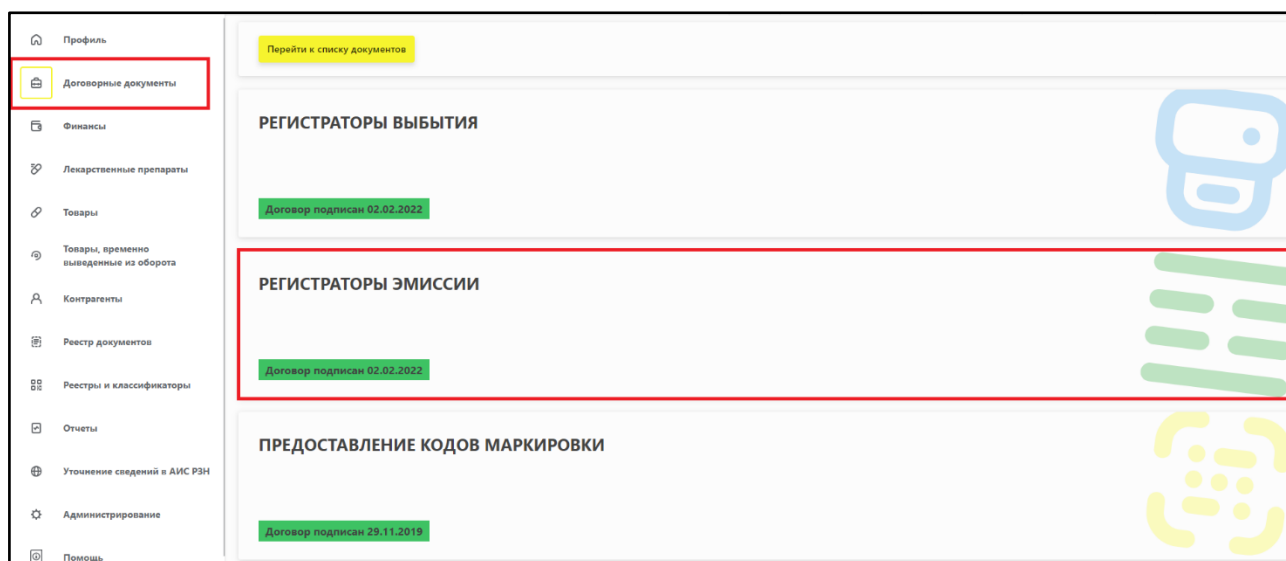 Профиль
Договорные документы
Финансы
Лекарственные препараты
Товары
Товары, временно
выведенные из оборота
Контрагенты
Реестр документов
Реестры и классификаторы
Отчеты
Уточнение сведений в АИС РЗН
Администрирование
Помощь
Перейти к списку документов
РЕГИСТРАТОРЫ ВЫБЫТИЯ
Договор подписан 02.02.2022
РЕГИСТРАТОРЫ ЭМИССИИ
Договор подписан 02.02.2022
ПРЕДОСТАВЛЕНИЕ КОДОВ МАРКИРОВКИ
Договор подписан 29.11.2019